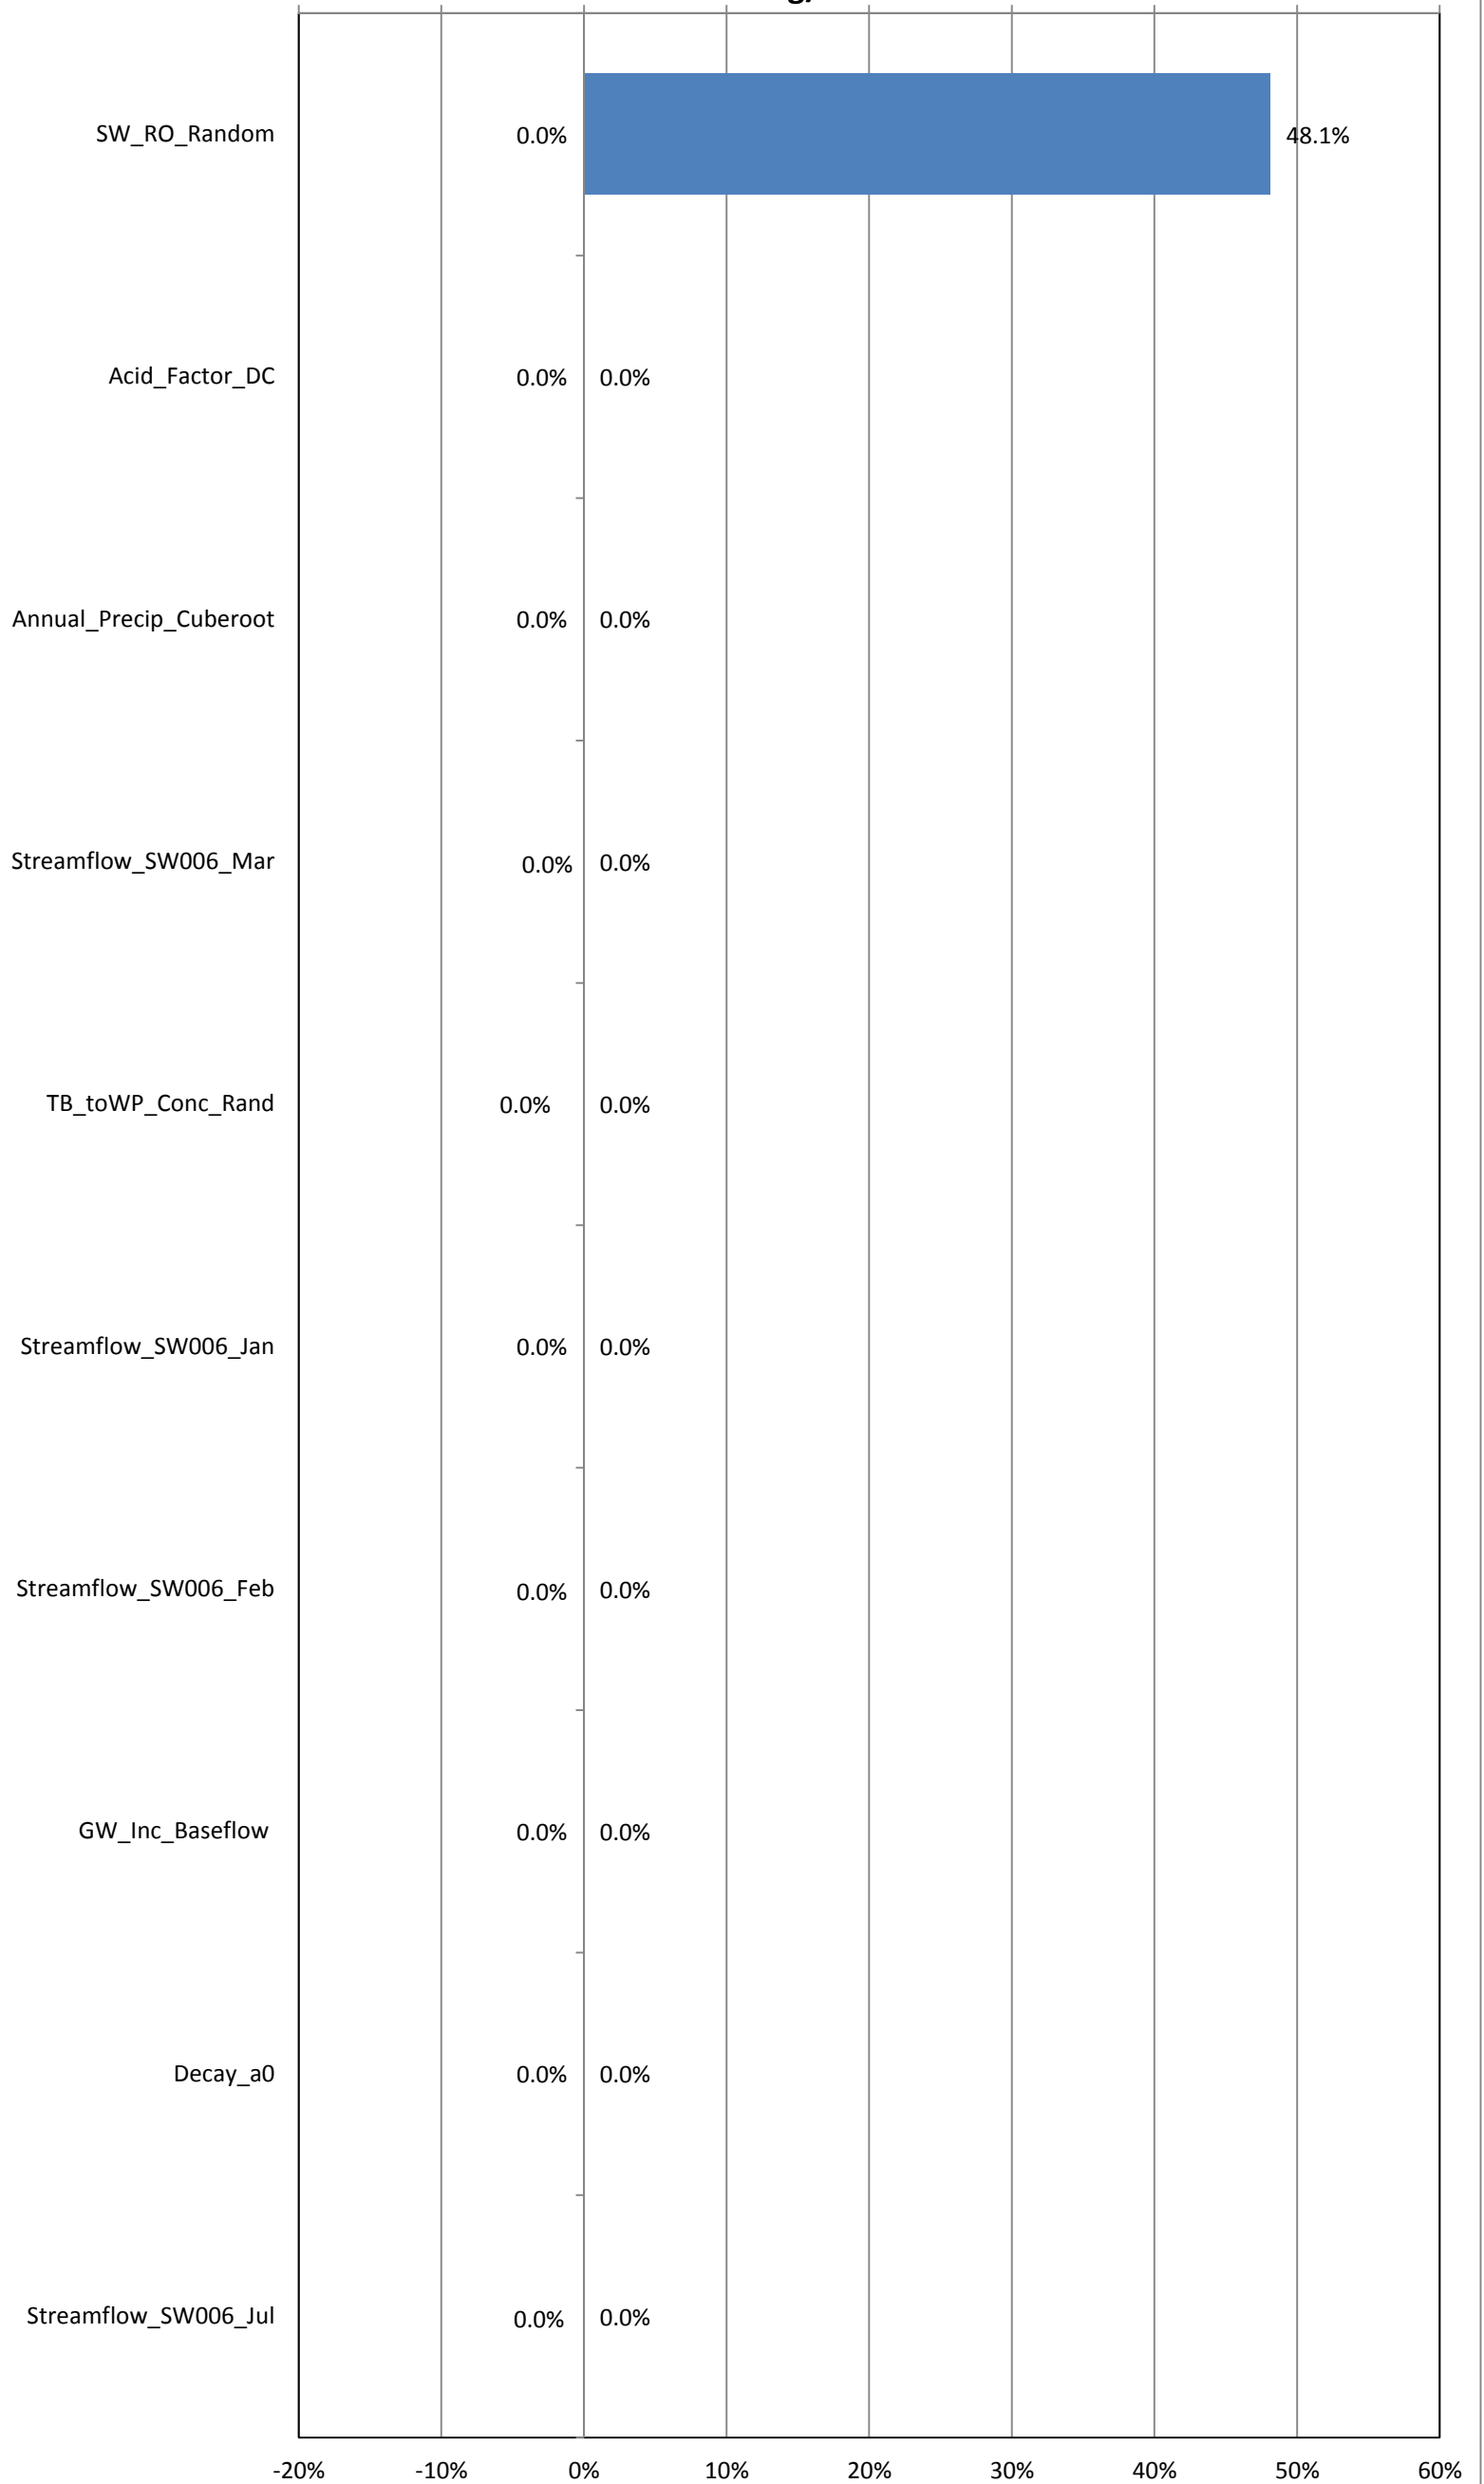 SW_RO_Random 0.0% 48.1%
Acid_Factor_DC 0.0% 0.0%
Annual_Precip_Cuberoot 0.0% 0.0%
Streamflow_SW006_Mar 0.0% 0.0%
TB_toWP_Conc_Rand 0.0% 0.0%
Streamflow_SW006_Jan 0.0% 0.0%
Streamflow_SW006_Feb 0.0% 0.0%
GW_Inc_Baseflow 0.0% 0.0%
Decay_a0 0.0% 0.0%
Streamflow_SW006_Jul 0.0% 0.0%
-20% -10% 0% 10% 20% 30% 40% 50% 60%